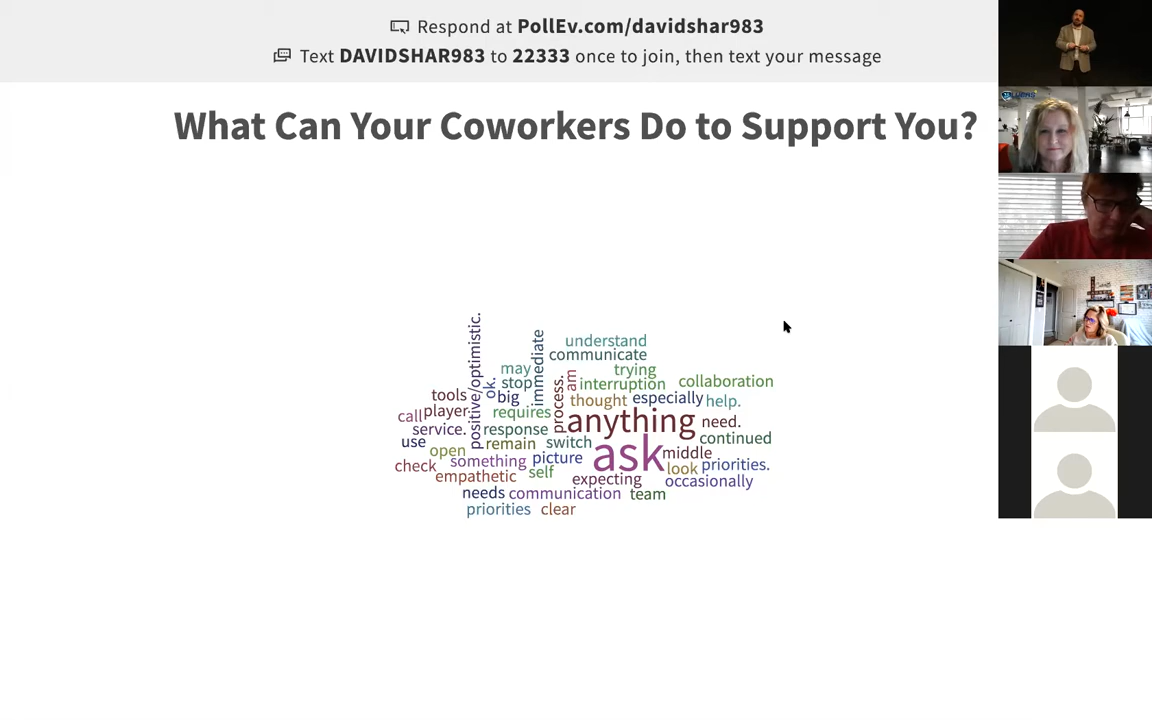 Respond at PollEv.com/davidshar983
Text DAVIDSHAR983 to 22333 once to join, then text your message
What Can Your Coworkers Do to Support You?
positive/optimistic.
immediate
understand
communicate
may
trying
ok.
stop
process.
am
interruption
collaboration
tools
big
thought
especially
help.
call
player.
requires
anything
need.
service.
response
continued
use
remain
switch
ask
middle
open
something
picture
look
priorities.
check
empathetic
self
expecting
occasionally
needs
communication
team
priorities
clear